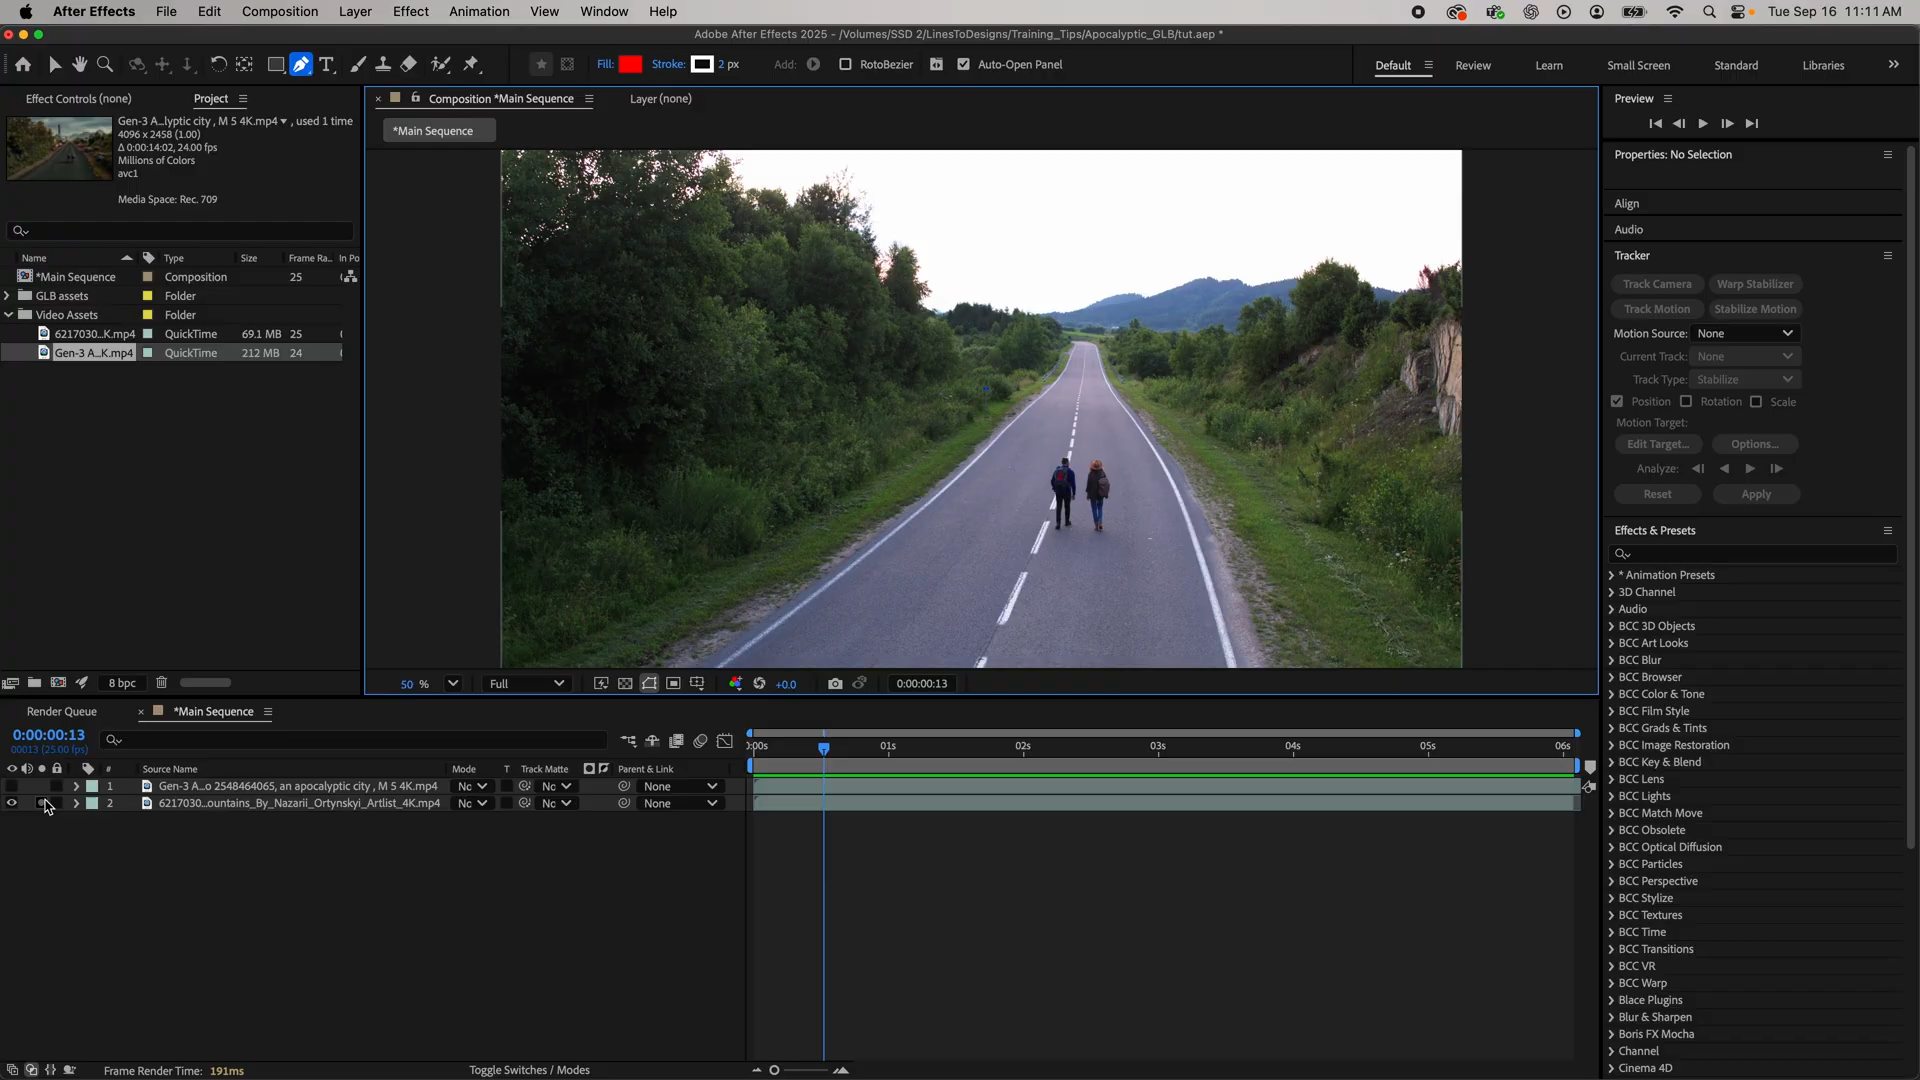 After Effects File Edit Composition Layer Effect Animation View Window Help Tue Sep 16 11:11 AM
Adobe After Effects 2025 - /Volumes/SSD 2/LinesToDesigns/Training_Tips/Apocalyptic_GLB/tut.aep *
Fill: Stroke: 2 px Add: RotoBezier Auto-Open Panel Default Review Learn Small Screen Standard Libraries
Effect Controls (none) Project
Gen-3 A...lyptic city , M 5 4K.mp4 , used 1 time
4096 x 2458 (1.00)
Δ 0:00:14:02, 24.00 fps
Millions of Colors
avc1
Media Space: Rec. 709
Name Type Size Frame Ra... In Po
*Main Sequence Composition 25
GLB assets Folder
Video Assets Folder
6217030...K.mp4 QuickTime 69.1 MB 25
Gen-3 A...K.mp4 QuickTime 212 MB 24
8 bpc
Composition *Main Sequence Layer (none)
*Main Sequence
50 % Full +0.0 0:00:00:13
Preview
Properties: No Selection
Align
Audio
Tracker
Track Camera Warp Stabilizer
Track Motion Stabilize Motion
Motion Source: None
Current Track: None
Track Type: Stabilize
Position Rotation Scale
Motion Target:
Edit Target... Options...
Analyze:
Reset Apply
Effects & Presets
* Animation Presets
3D Channel
Audio
BCC 3D Objects
BCC Art Looks
BCC Blur
BCC Browser
BCC Color & Tone
BCC Film Style
BCC Grads & Tints
BCC Image Restoration
BCC Key & Blend
BCC Lens
BCC Lights
BCC Match Move
BCC Obsolete
BCC Optical Diffusion
BCC Particles
BCC Perspective
BCC Stylize
BCC Textures
BCC Time
BCC Transitions
BCC VR
BCC Warp
Blace Plugins
Blur & Sharpen
Boris FX Mocha
Channel
Cinema 4D
Render Queue *Main Sequence
0:00:00:13
00013 (25.00 fps)
):00s 01s 02s 03s 04s 05s 06s
# Source Name Mode T Track Matte Parent & Link
1 Gen-3 A...o 2548464065, an apocalyptic city , M 5 4K.mp4 Nc Nc None
2 6217030...ountains_By_Nazarii_Ortynskyi_Artlist_4K.mp4 Nc Nc None
Frame Render Time: 191ms Toggle Switches / Modes